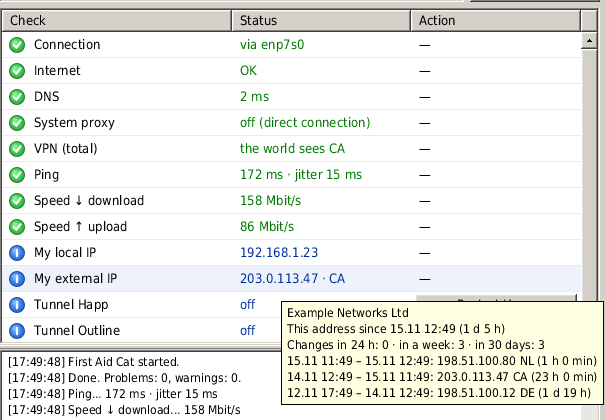 Check Status Action
Connection via enp7s0 —
Internet OK —
DNS 2 ms —
System proxy off (direct connection) —
VPN (total) the world sees CA —
Ping 172 ms · jitter 15 ms —
Speed ↓ download 158 Mbit/s —
Speed ↑ upload 86 Mbit/s —
My local IP 192.168.1.23 —
My external IP 203.0.113.47 · CA —
Tunnel Happ off
Tunnel Outline off
Example Networks Ltd
This address since 15.11 12:49 (1 d 5 h)
Changes in 24 h: 0 · in a week: 3 · in 30 days: 3
15.11 11:49 – 15.11 12:49: 198.51.100.80 NL (1 h 0 min)
14.11 12:49 – 15.11 11:49: 203.0.113.47 CA (23 h 0 min)
12.11 17:49 – 14.11 12:49: 198.51.100.12 DE (1 d 19 h)
[17:49:48] First Aid Cat started.
[17:49:48] Done. Problems: 0, warnings: 0.
[17:49:48] Ping... 172 ms · jitter 15 ms
[17:49:48] Speed ↓ download... 158 Mbit/s